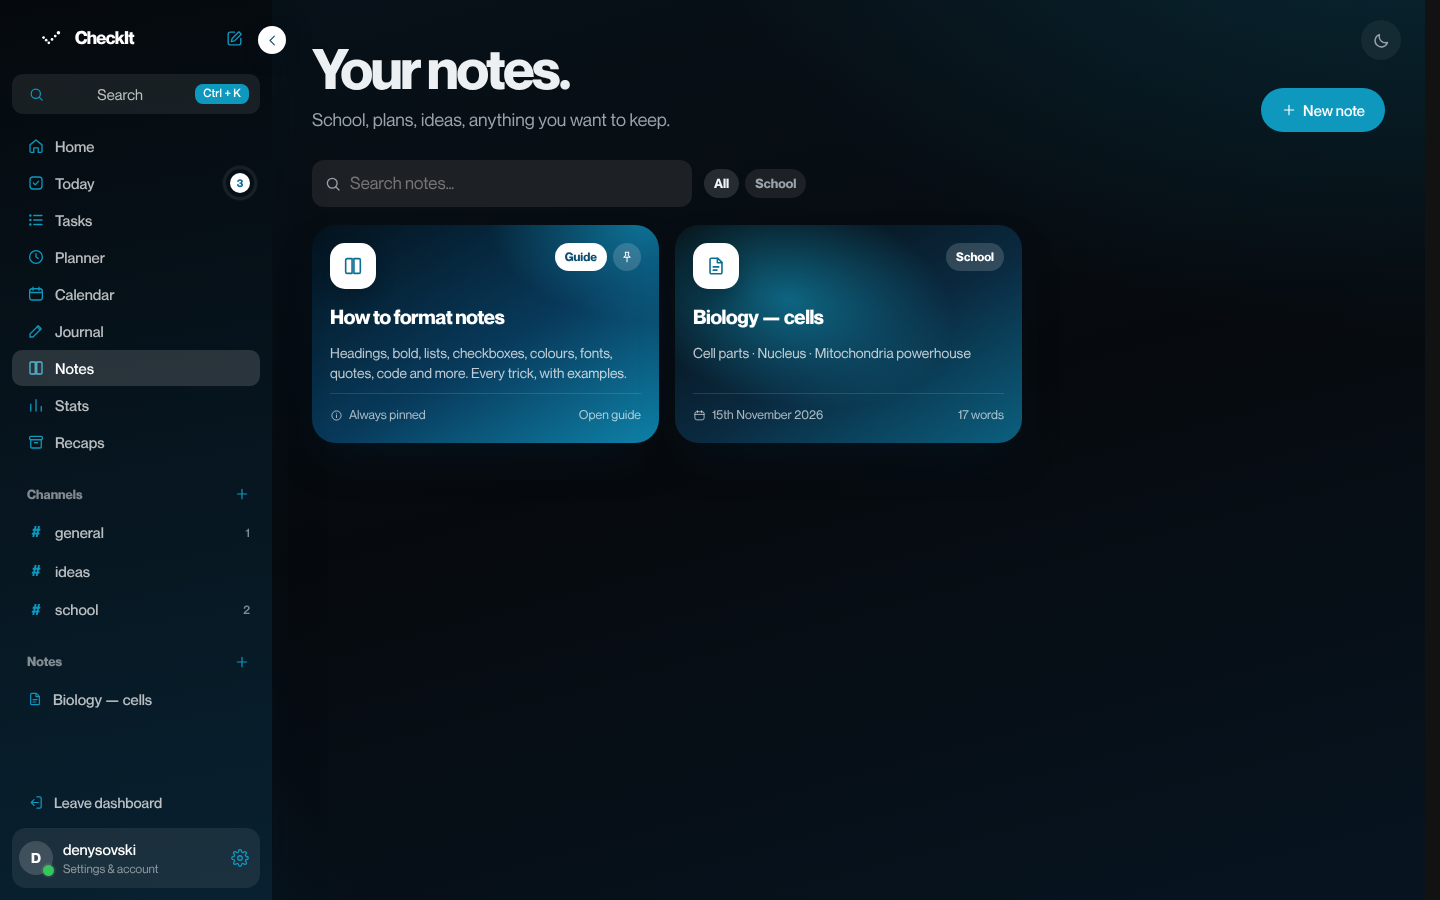 CheckIt
Search
Ctrl + K
Home
Today
3
Tasks
Planner
Calendar
Journal
Notes
Stats
Recaps
Channels
# general
1
# ideas
# school
2
Notes
Biology — cells
Leave dashboard
D
denysovski
Settings & account
Your notes.
School, plans, ideas, anything you want to keep.
New note
Search notes...
All
School
Guide
How to format notes
Headings, bold, lists, checkboxes, colours, fonts,
quotes, code and more. Every trick, with examples.
Always pinned
Open guide
School
Biology — cells
Cell parts · Nucleus · Mitochondria powerhouse
15th November 2026
17 words